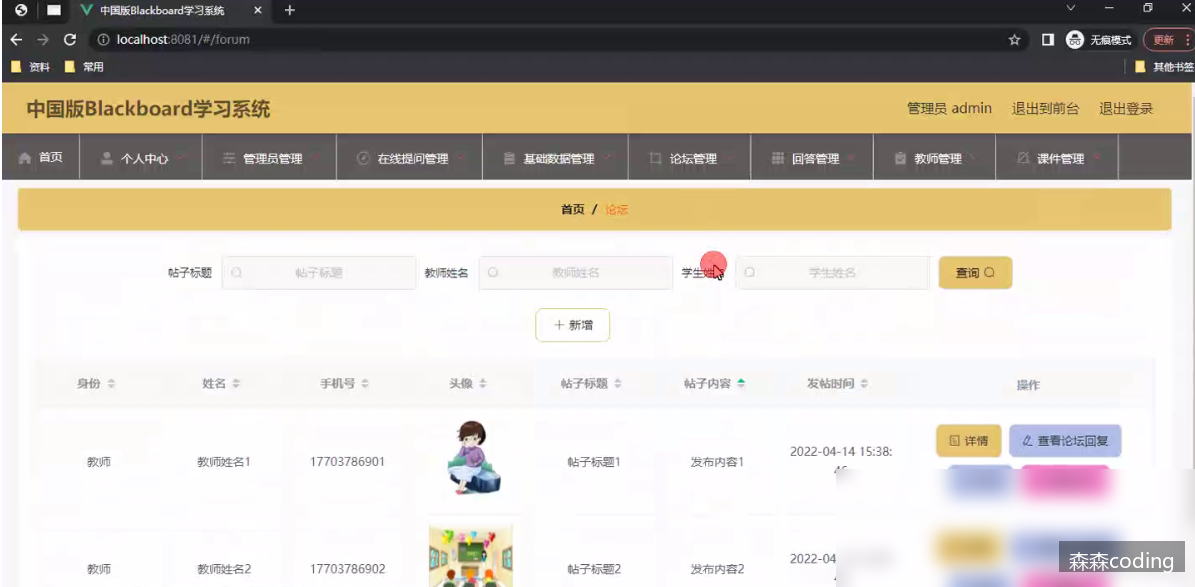 中国版Blackboard学习系统
localhost:8081/#/forum
无痕模式
更新
资料
常用
其他书签
中国版Blackboard学习系统
管理员 admin 退出到前台 退出登录
首页 个人中心 管理员管理 在线提问管理 基础数据管理 论坛管理 回答管理 教师管理 课件管理
首页 / 论坛
帖子标题 帖子标题 教师姓名 教师姓名 学生姓名 学生姓名 查询
新增
身份 姓名 手机号 头像 帖子标题 帖子内容 发帖时间 操作
教师 教师姓名1 17703786901 帖子标题1 发布内容1 2022-04-14 15:38: 详情 查看论坛回复
教师 教师姓名2 17703786902 帖子标题2 发布内容2 2022-04
森森coding